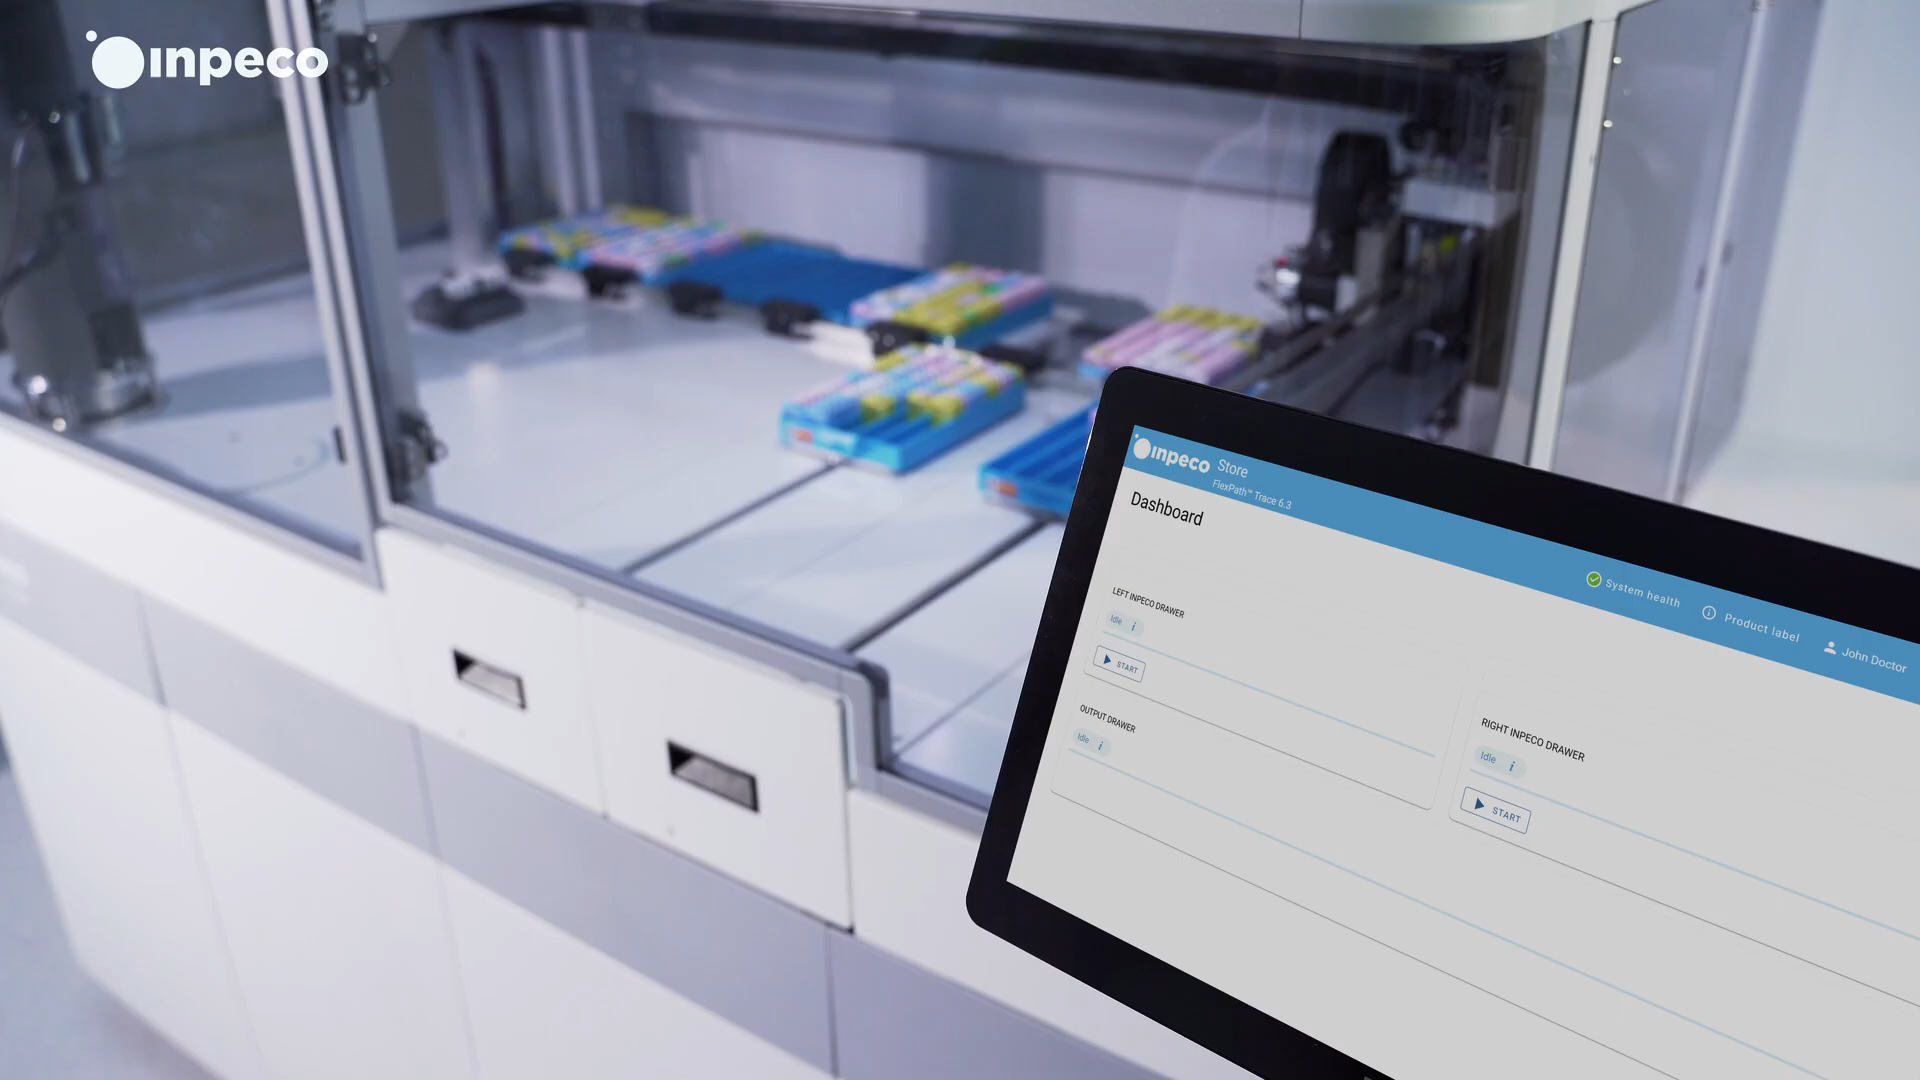 inpeco
inpeco Store
FlexPath™ Trace 6.3
System health
Product label
John Doctor
Dashboard
LEFT INPECO DRAWER
Idle i
START
OUTPUT DRAWER
Idle i
RIGHT INPECO DRAWER
Idle i
START